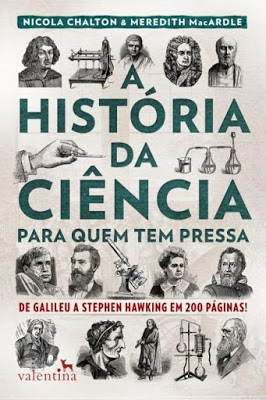 NICOLA CHALTON & MEREDITH MacARDLE
A
HISTÓRIA
DA
CIÊNCIA
PARA QUEM TEM PRESSA
DE GALILEU A STEPHEN HAWKING EM 200 PÁGINAS!
valentina